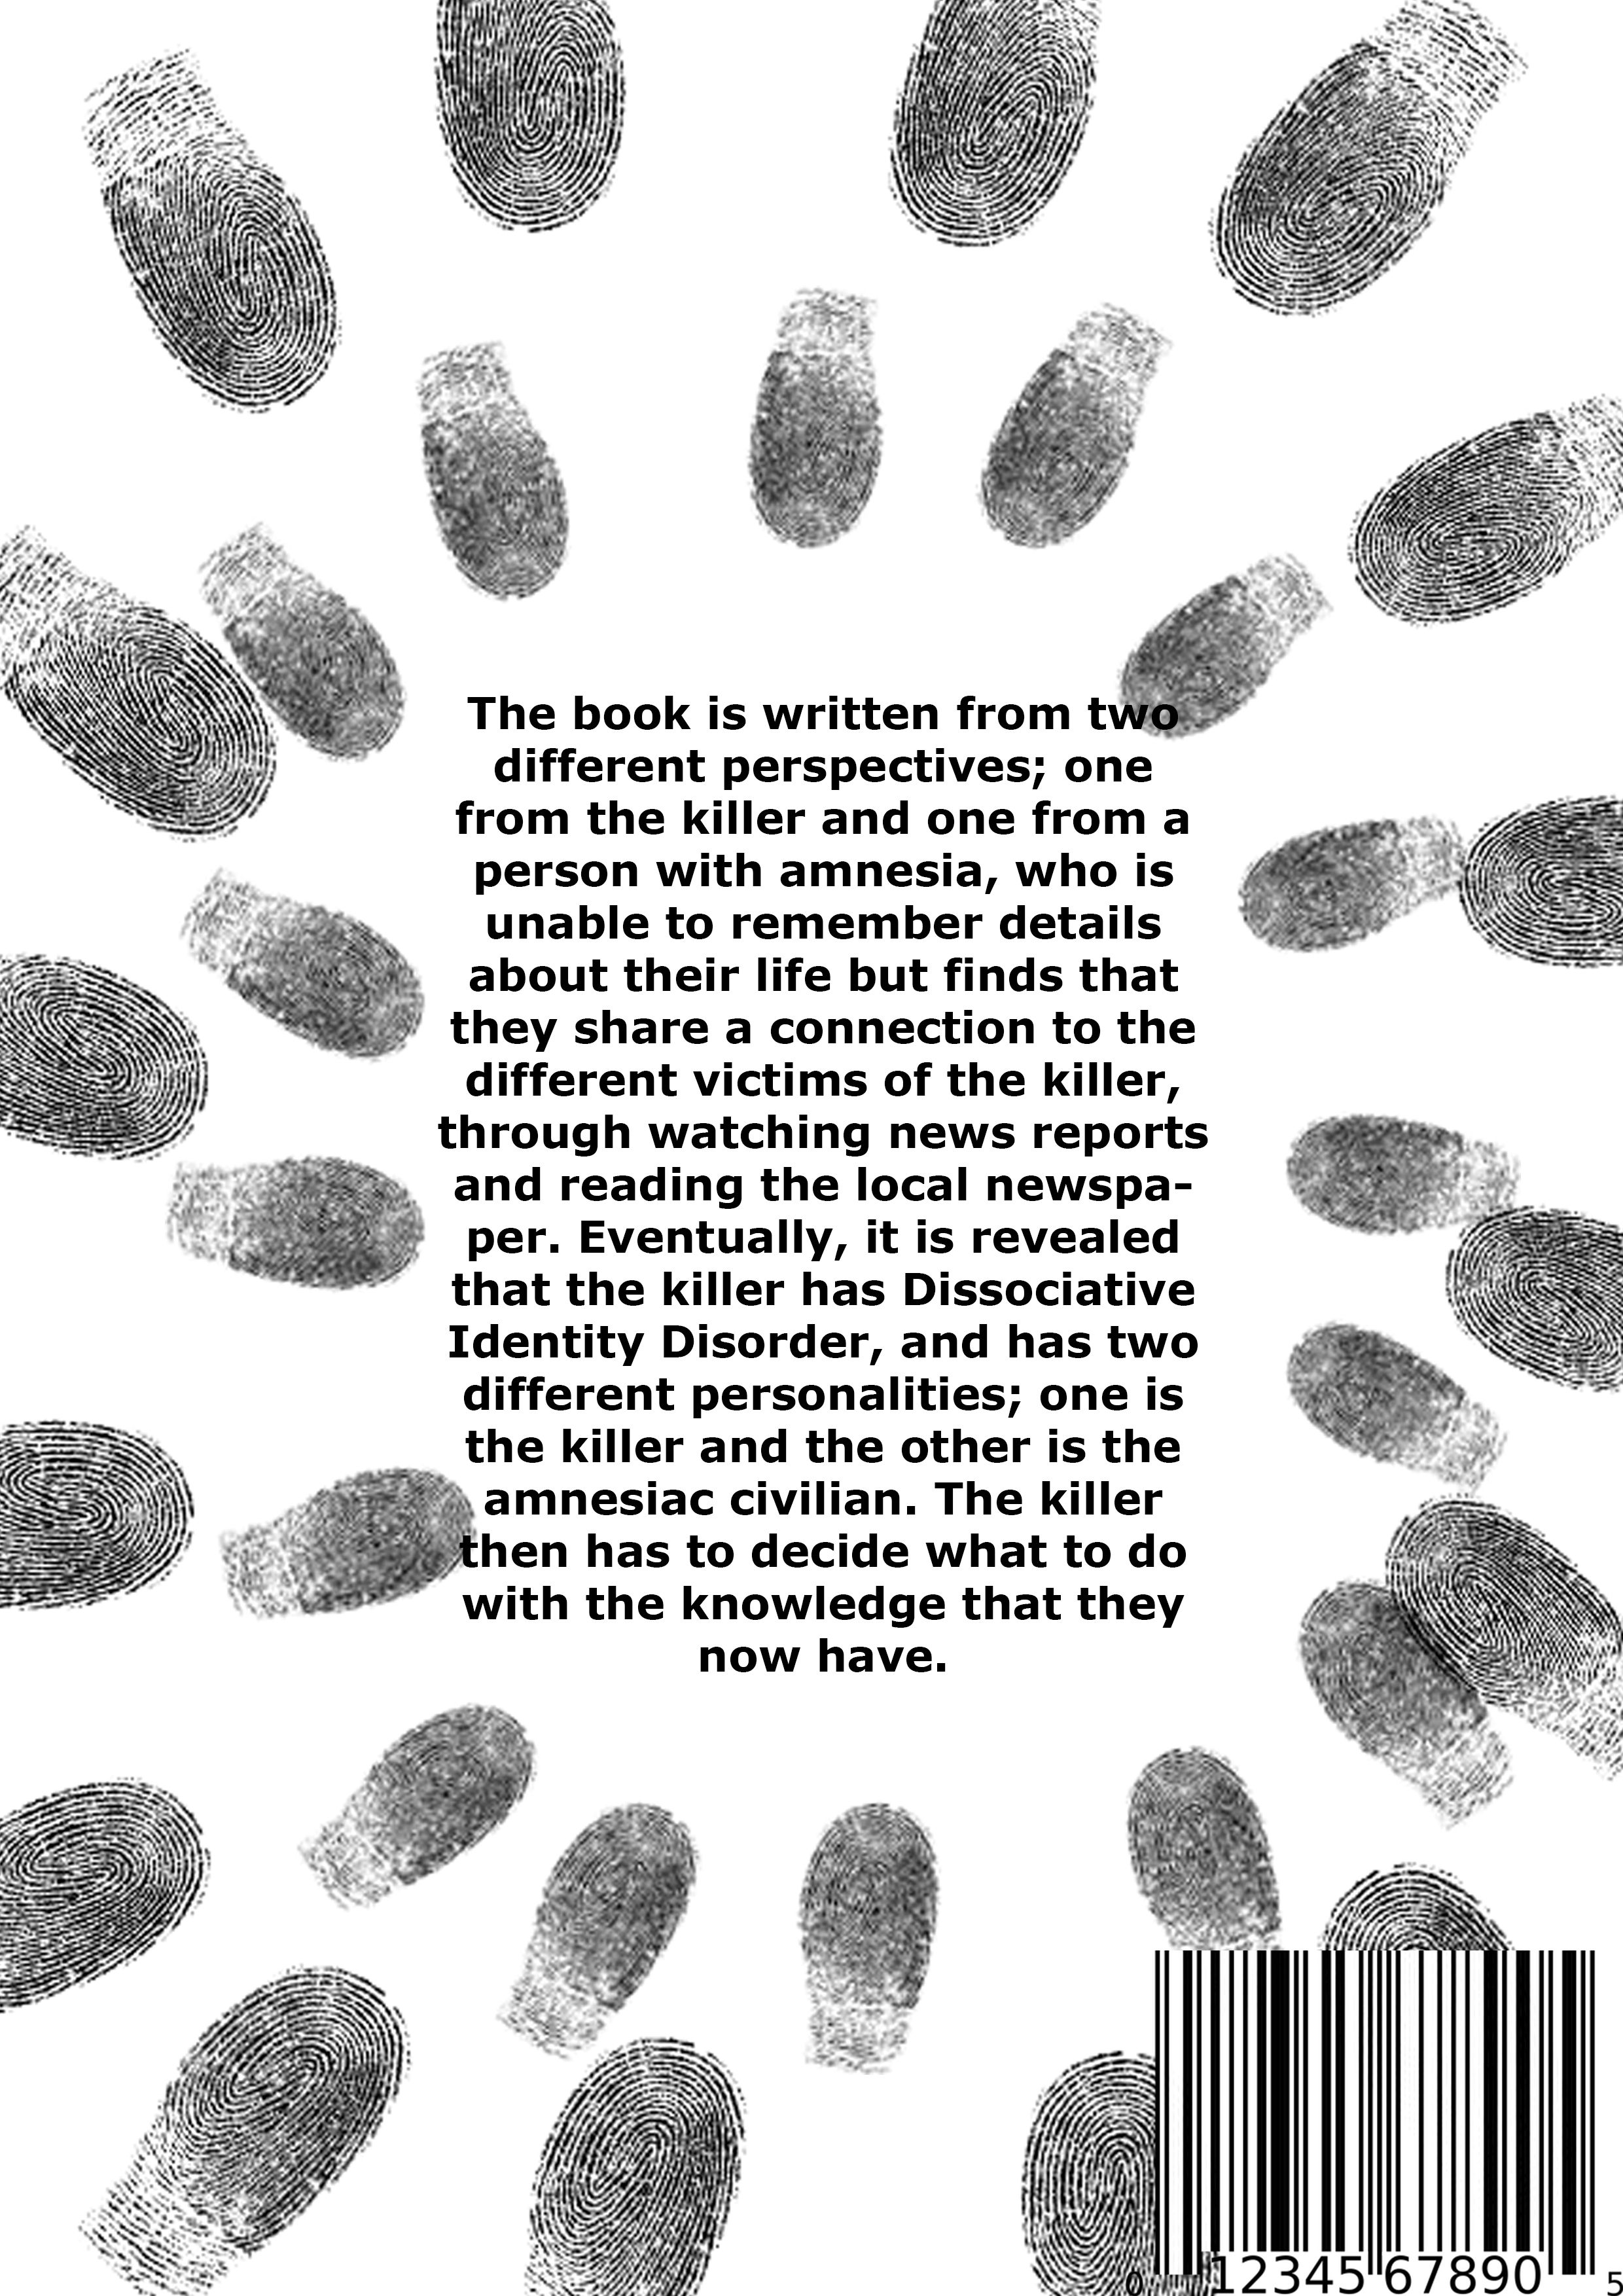 The book is written from two
different perspectives; one
from the killer and one from a
person with amnesia, who is
unable to remember details
about their life but finds that
they share a connection to the
different victims of the killer,
through watching news reports
and reading the local newspa-
per. Eventually, it is revealed
that the killer has Dissociative
Identity Disorder, and has two
different personalities; one is
the killer and the other is the
amnesiac civilian. The killer
then has to decide what to do
with the knowledge that they
now have.
0 12345 67890 5